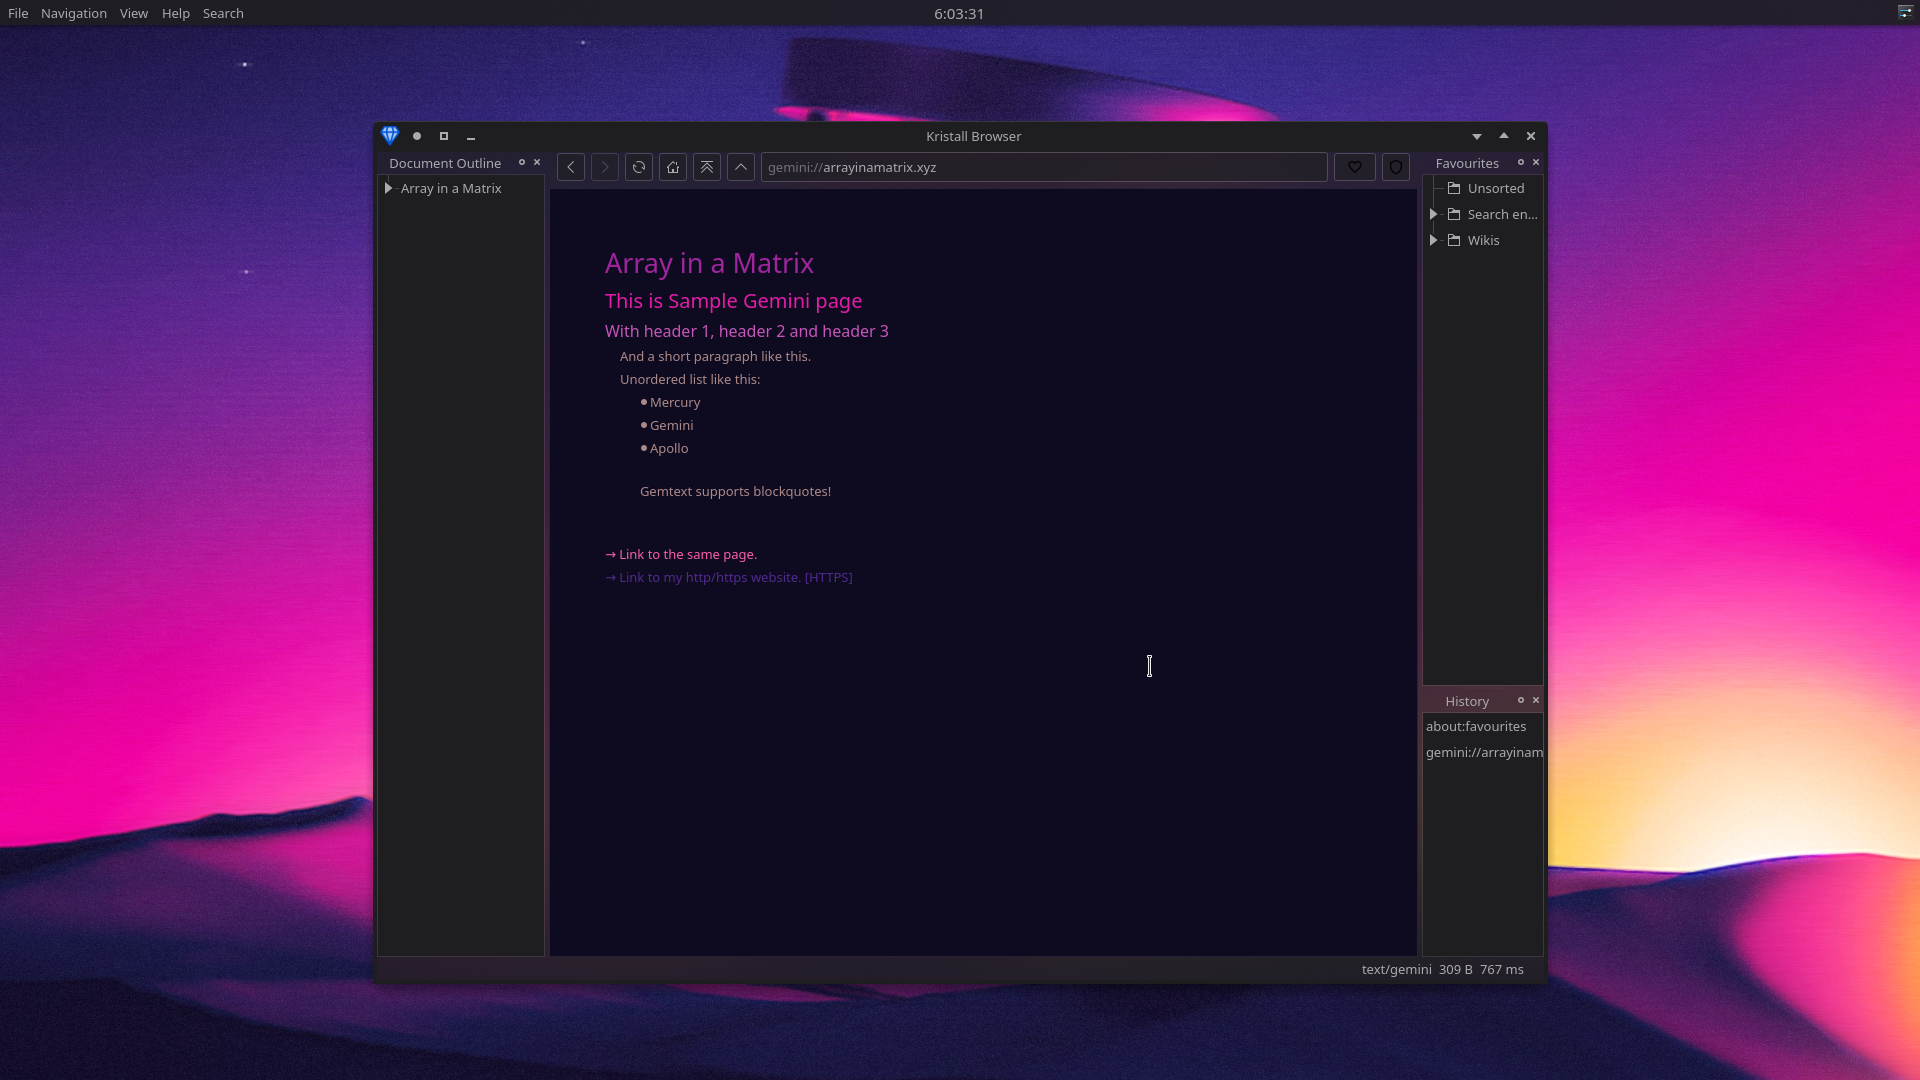 File Navigation View Help Search
6:03:31
Kristall Browser
Document Outline
Array in a Matrix
gemini://arrayinamatrix.xyz
Array in a Matrix
This is Sample Gemini page
With header 1, header 2 and header 3
And a short paragraph like this.
Unordered list like this:
Mercury
Gemini
Apollo
Gemtext supports blockquotes!
→ Link to the same page.
→ Link to my http/https website. [HTTPS]
Favourites
Unsorted
Search en...
Wikis
History
about:favourites
gemini://arrayinam
text/gemini 309 B 767 ms